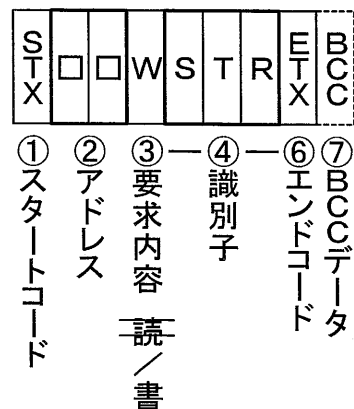 STX □ □ W S T R ETX BCC
① ② ③ ― ④ ― ⑥ ⑦
スタートコード
アドレス
要求内容 読／書
識別子
エンドコード
BCCデータ